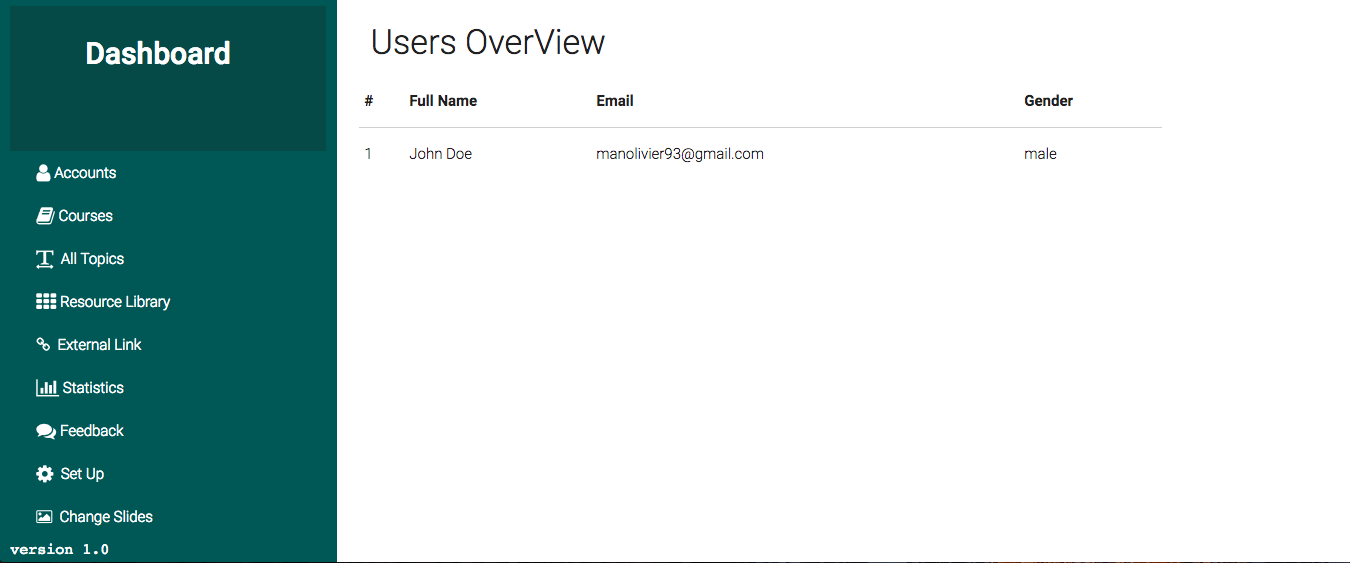 Dashboard
Accounts
Courses
All Topics
Resource Library
External Link
Statistics
Feedback
Set Up
Change Slides
version 1.0
Users OverView
# Full Name Email Gender
1 John Doe manolivier93@gmail.com male